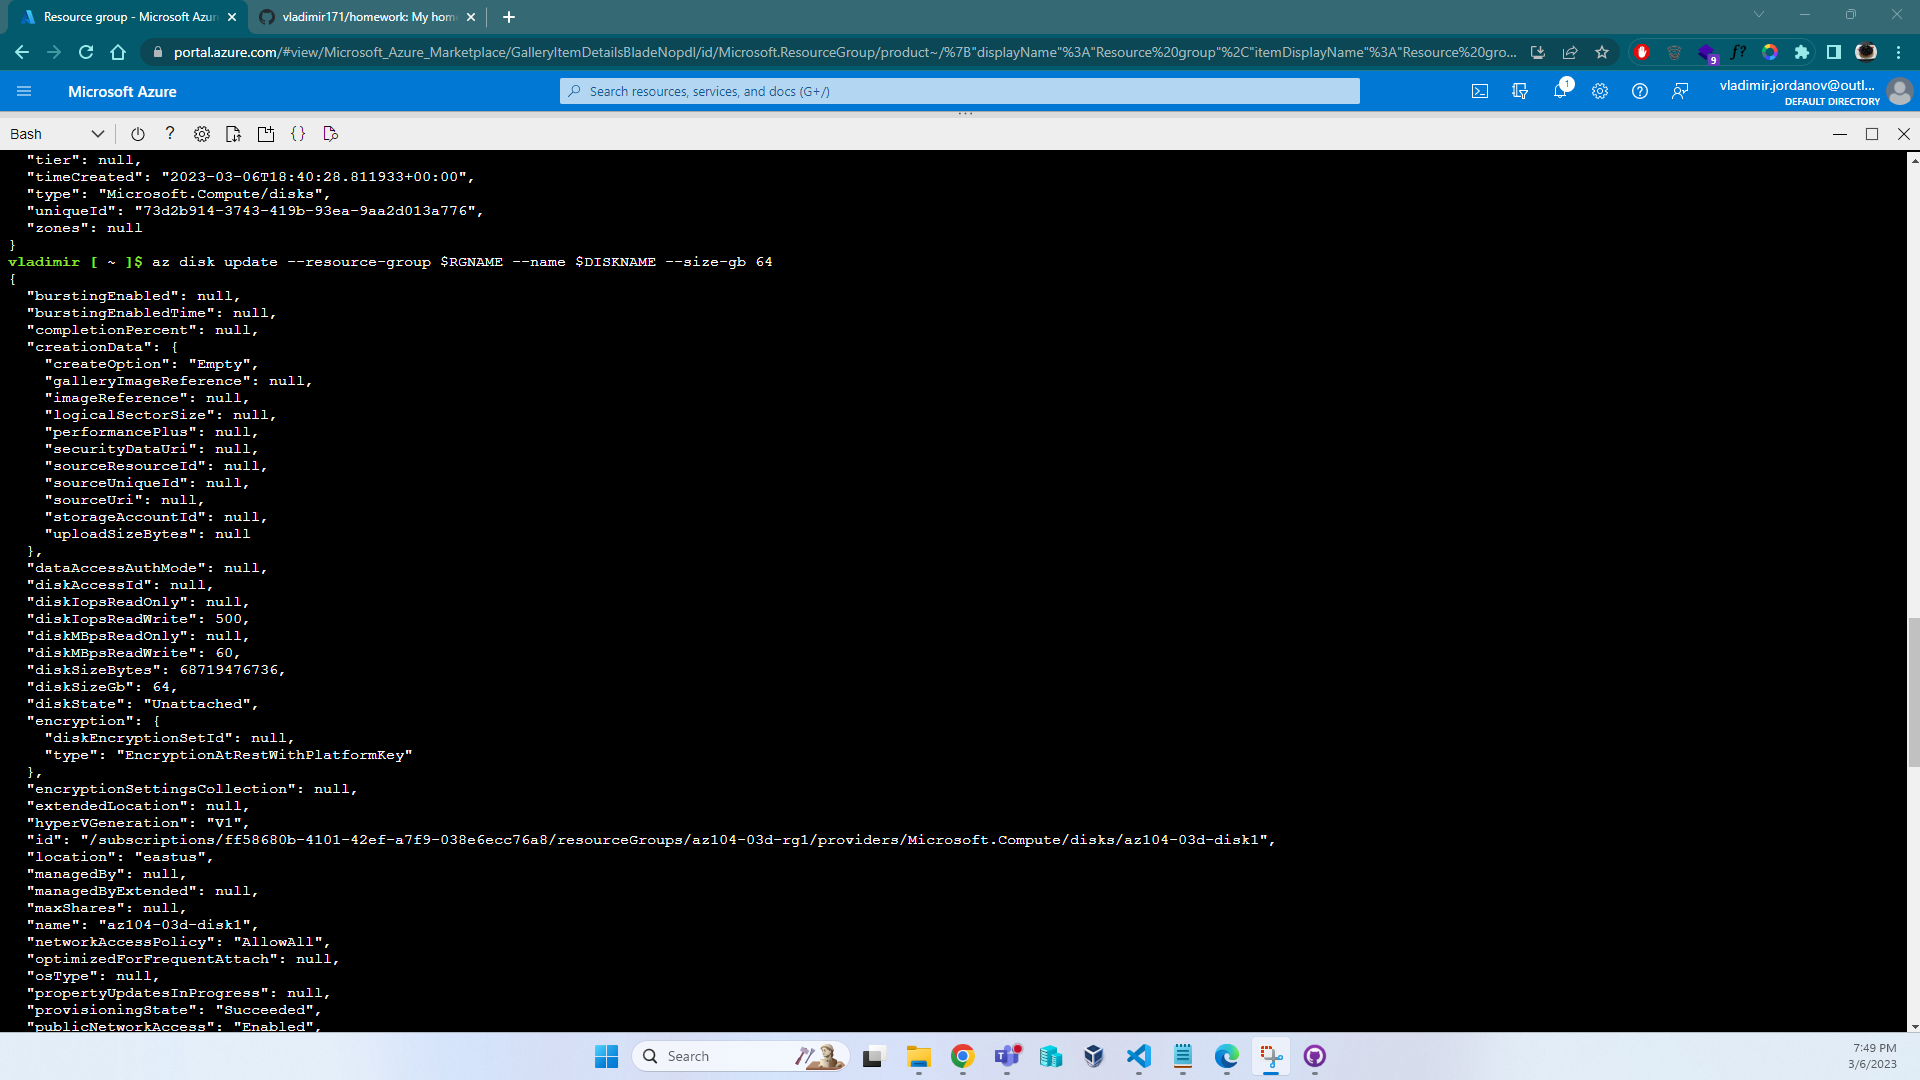 Resource group - Microsoft Azur
vladimir171/homework: My hom
portal.azure.com/#view/Microsoft_Azure_Marketplace/GalleryItemDetailsBladeNopdl/id/Microsoft.ResourceGroup/product~/%7B"displayName"%3A"Resource%20group"%2C"itemDisplayName"%3A"Resource%20gro...
9
f?
Microsoft Azure
Search resources, services, and docs (G+/)
1
vladimir.jordanov@outl...
DEFAULT DIRECTORY
Bash
"tier": null,
"timeCreated": "2023-03-06T18:40:28.811933+00:00",
"type": "Microsoft.Compute/disks",
"uniqueId": "73d2b914-3743-419b-93ea-9aa2d013a776",
"zones": null
}
vladimir [ ~ ]$ az disk update --resource-group $RGNAME --name $DISKNAME --size-gb 64
{
"burstingEnabled": null,
"burstingEnabledTime": null,
"completionPercent": null,
"creationData": {
"createOption": "Empty",
"galleryImageReference": null,
"imageReference": null,
"logicalSectorSize": null,
"performancePlus": null,
"securityDataUri": null,
"sourceResourceId": null,
"sourceUniqueId": null,
"sourceUri": null,
"storageAccountId": null,
"uploadSizeBytes": null
},
"dataAccessAuthMode": null,
"diskAccessId": null,
"diskIopsReadOnly": null,
"diskIopsReadWrite": 500,
"diskMBpsReadOnly": null,
"diskMBpsReadWrite": 60,
"diskSizeBytes": 68719476736,
"diskSizeGb": 64,
"diskState": "Unattached",
"encryption": {
"diskEncryptionSetId": null,
"type": "EncryptionAtRestWithPlatformKey"
},
"encryptionSettingsCollection": null,
"extendedLocation": null,
"hyperVGeneration": "V1",
"id": "/subscriptions/ff58680b-4101-42ef-a7f9-038e6ecc76a8/resourceGroups/az104-03d-rg1/providers/Microsoft.Compute/disks/az104-03d-disk1",
"location": "eastus",
"managedBy": null,
"managedByExtended": null,
"maxShares": null,
"name": "az104-03d-disk1",
"networkAccessPolicy": "AllowAll",
"optimizedForFrequentAttach": null,
"osType": null,
"propertyUpdatesInProgress": null,
"provisioningState": "Succeeded",
"publicNetworkAccess": "Enabled",
Search
7:49 PM
3/6/2023